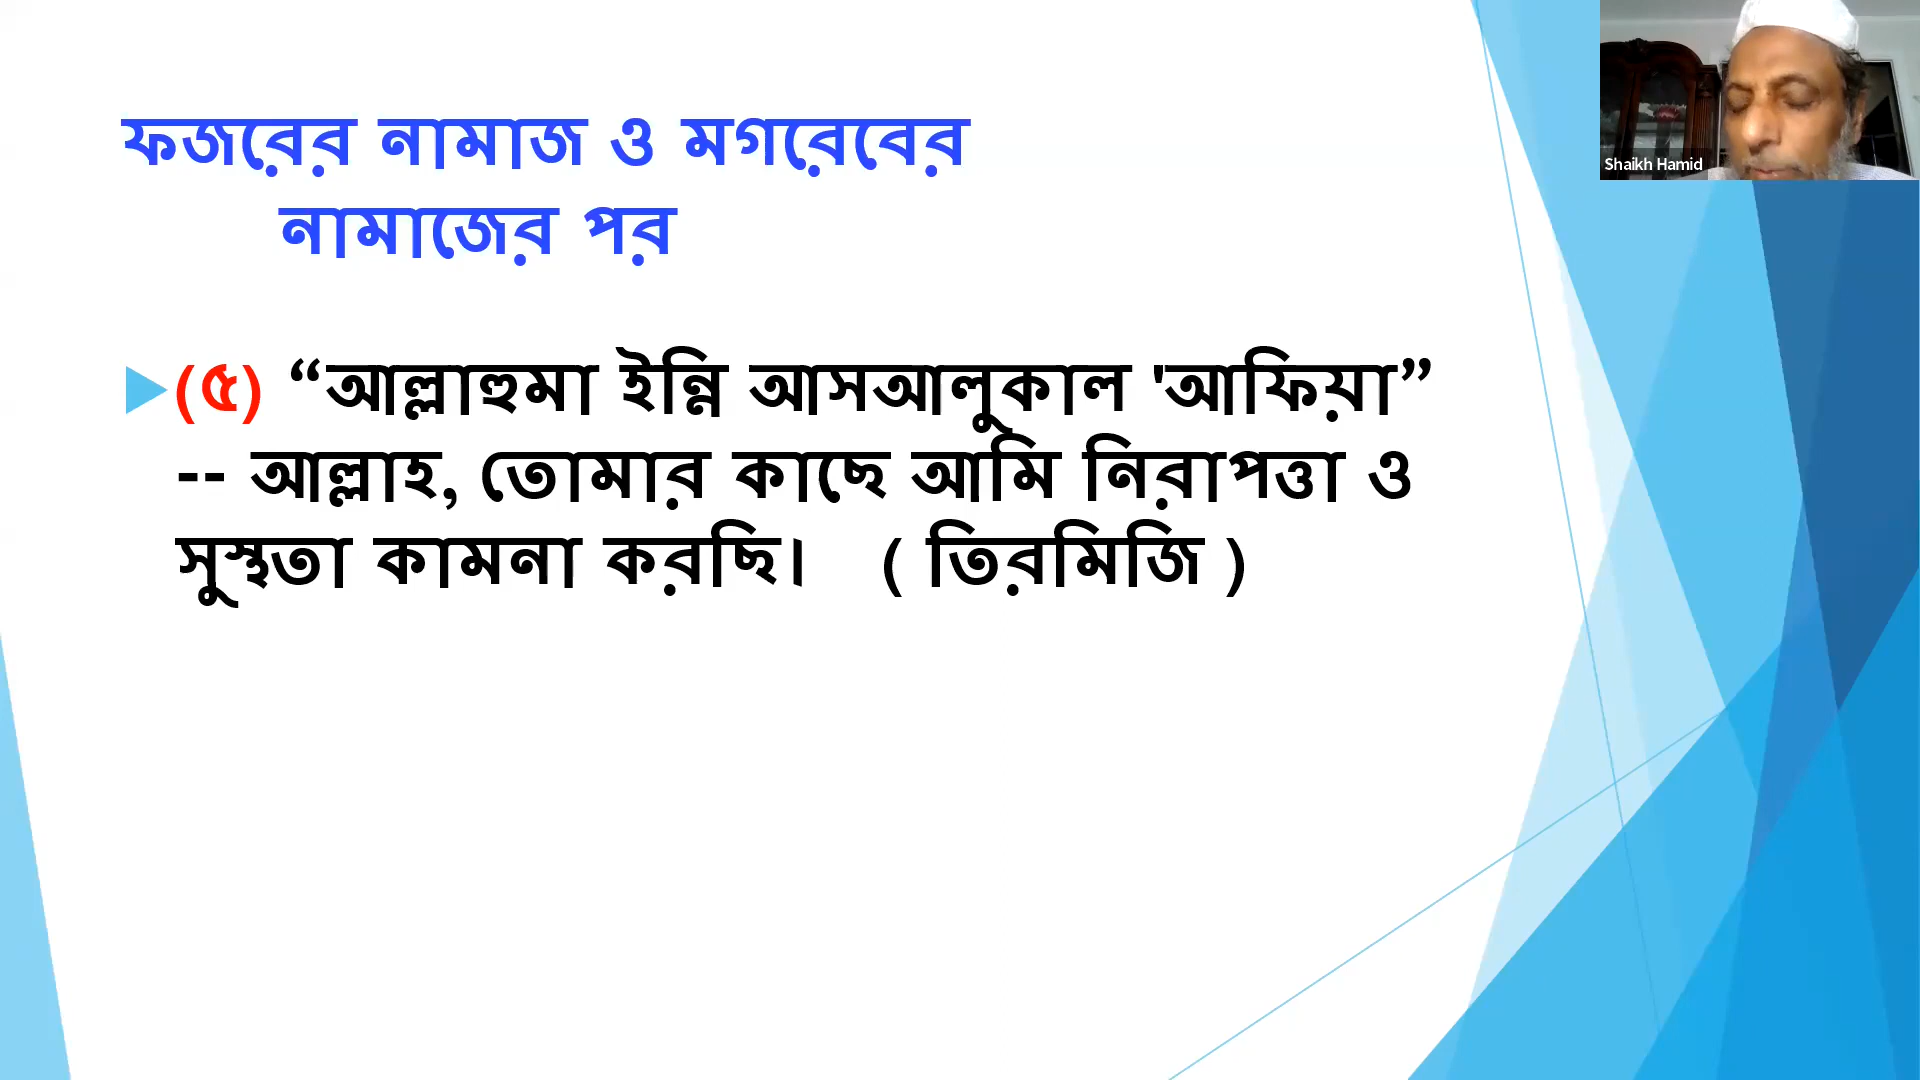 ফজরের নামাজ ও মগরেবের
নামাজের পর
(৫) “আল্লাহুমা ইন্নি আসআলুকাল 'আফিয়া”
-- আল্লাহ, তোমার কাছে আমি নিরাপত্তা ও
সুস্থতা কামনা করছি। ( তিরমিজি )
Shaikh Hamid